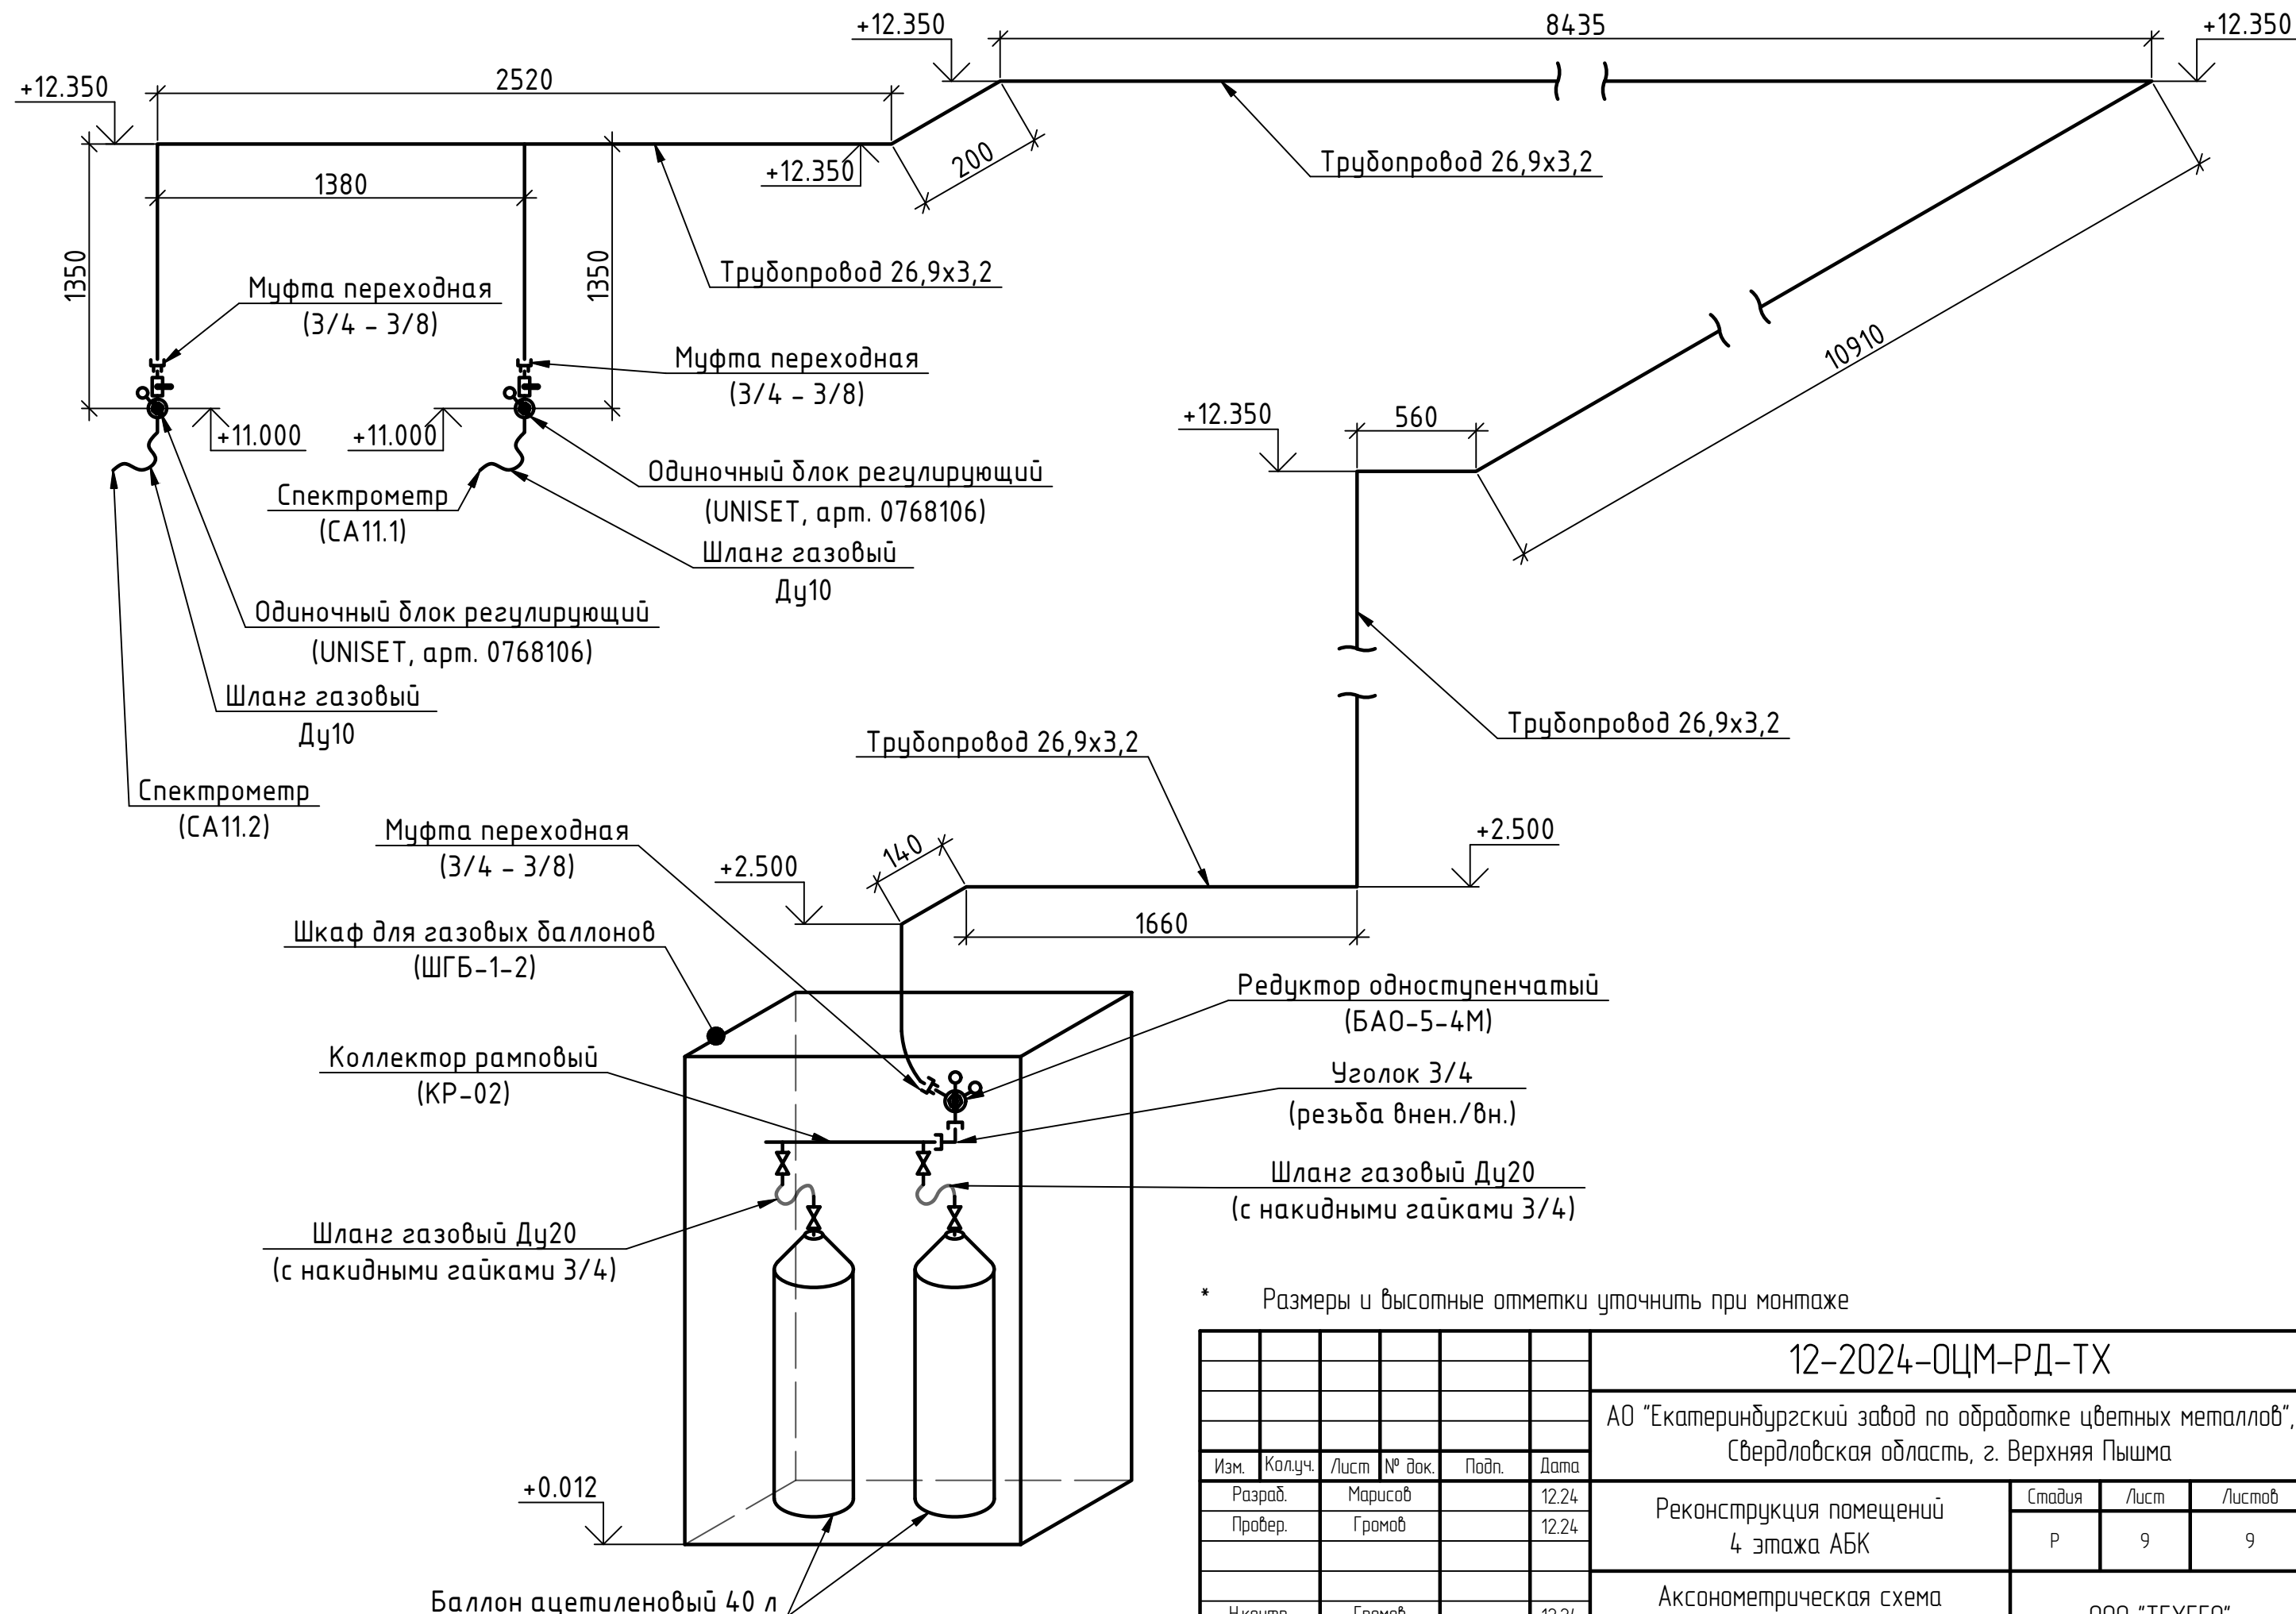 +12.350
8435
+12.350
+12.350
2520
+12.350
200
Трубопровод 26,9х3,2
1380
1350
1350
Трубопровод 26,9х3,2
Муфта переходная
(3/4 - 3/8)
Муфта переходная
(3/4 - 3/8)
10910
+12.350
560
+11.000
+11.000
Одиночный блок регулирующий
(UNISET, арт. 0768106)
Спектрометр
(СА11.1)
Шланг газовый
Ду10
Одиночный блок регулирующий
(UNISET, арт. 0768106)
Шланг газовый
Ду10
Трубопровод 26,9х3,2
Трубопровод 26,9х3,2
Спектрометр
(СА11.2)
Муфта переходная
(3/4 - 3/8)
140
+2.500
+2.500
1660
Шкаф для газовых баллонов
(ШГБ-1-2)
Редуктор одноступенчатый
(БАО-5-4М)
Коллектор рамповый
(КР-02)
Уголок 3/4
(резьба внен./вн.)
Шланг газовый Ду20
(с накидными гайками 3/4)
Шланг газовый Ду20
(с накидными гайками 3/4)
* Размеры и высотные отметки уточнить при монтаже
+0.012
Баллон ацетиленовый 40 л
12-2024-ОЦМ-РД-ТХ
АО "Екатеринбургский завод по обработке цветных металлов",
Свердловская область, г. Верхняя Пышма
Изм. Кол.уч. Лист № док. Подп. Дата
Разраб. Марисов 12.24
Провер. Громов 12.24
Реконструкция помещений
4 этажа АБК
Стадия Лист Листов
Р 9 9
Аксонометрическая схема
Н.контр. Громов 12.24